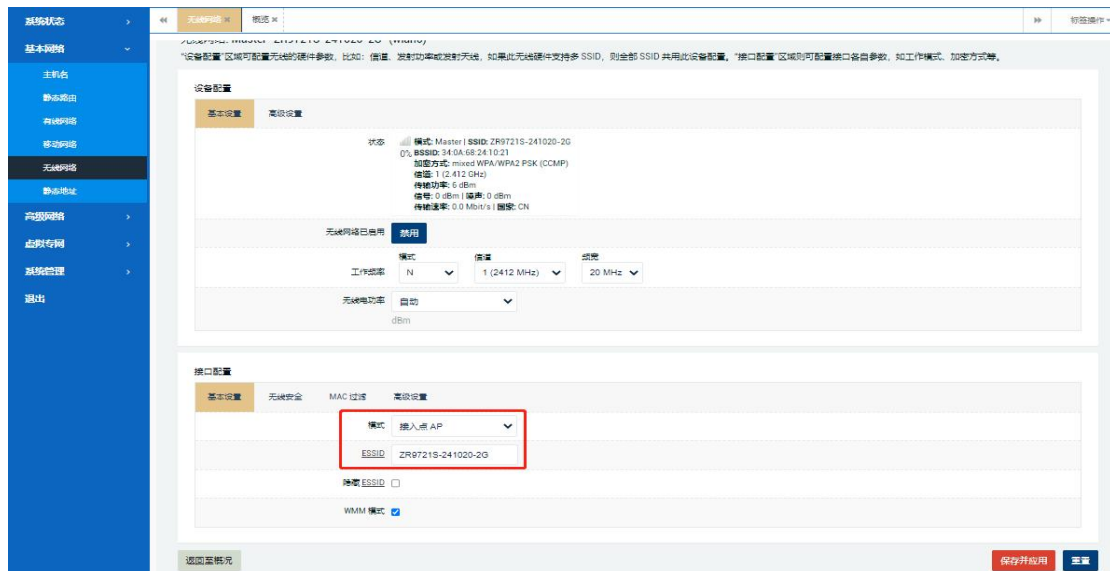 系统状态
基本网络
主机名
静态路由
有线网络
移动网络
无线网络
静态地址
高级网络
虚拟专网
系统管理
退出
无线网络 × 概览 × 标签操作
无线网络: Master "ZR9721S-241020-2G" (wlan0)
"设备配置"区域可配置无线的硬件参数，比如：信道、发射功率或发射天线，如果此无线硬件支持多 SSID，则全部 SSID 共用此设备配置。"接口配置"区域则可配置接口各自参数，如工作模式、加密方式等。
设备配置
基本设置 高级设置
状态
0%
模式: Master | SSID: ZR9721S-241020-2G
BSSID: 34:0A:68:24:10:21
加密方式: mixed WPA/WPA2 PSK (CCMP)
信道: 1 (2.412 GHz)
传输功率: 6 dBm
信号: 0 dBm | 噪声: 0 dBm
传输速率: 0.0 Mbit/s | 国家: CN
无线网络已启用 禁用
模式 信道 频宽
工作频率 N 1 (2412 MHz) 20 MHz
无线电功率 自动
dBm
接口配置
基本设置 无线安全 MAC 过滤 高级设置
模式 接入点 AP
ESSID ZR9721S-241020-2G
隐藏 ESSID
WMM 模式
返回至概况 保存并应用 重置